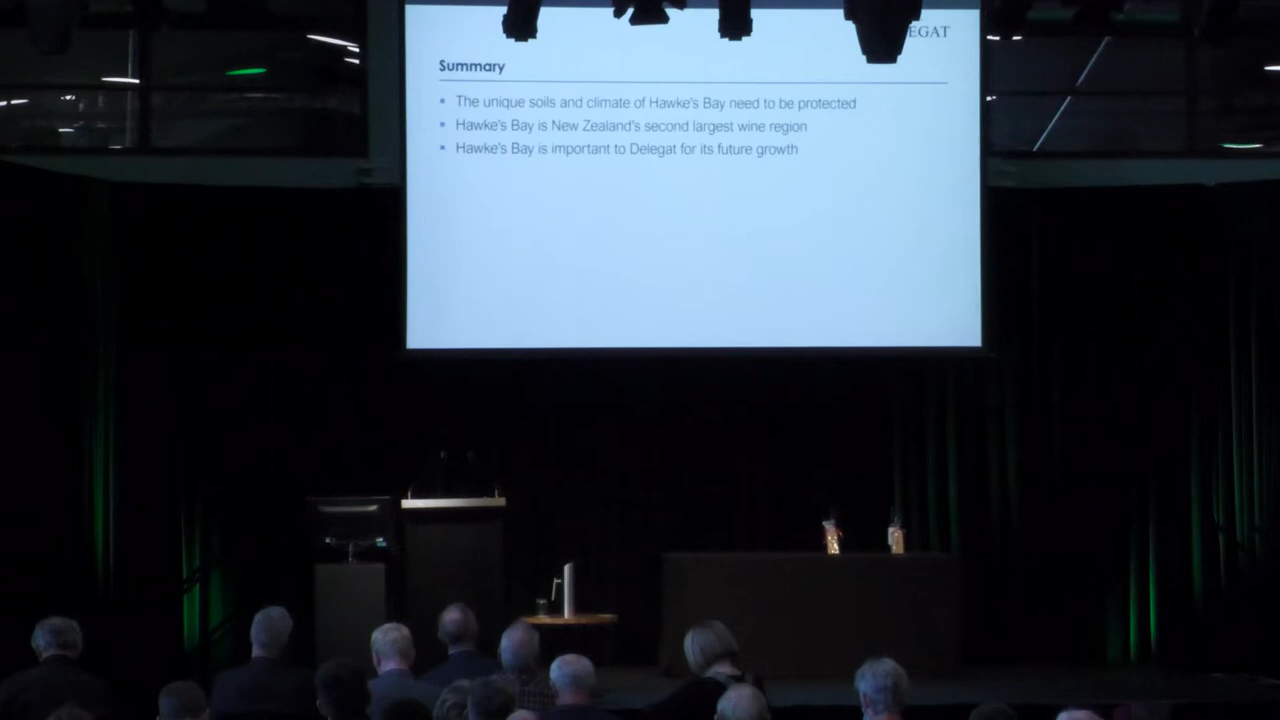 EGAT
Summary
The unique soils and climate of Hawke's Bay need to be protected
Hawke's Bay is New Zealand's second largest wine region
Hawke's Bay is important to Delegat for its future growth